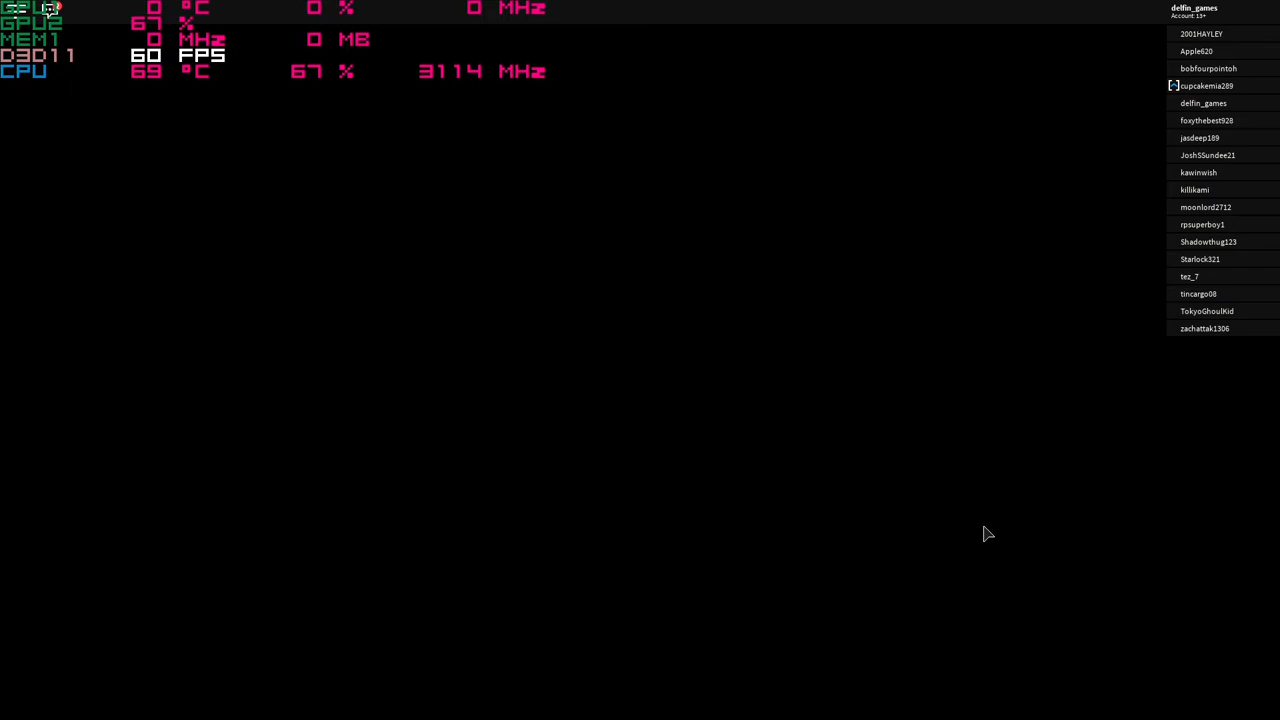 GPU1 0 °C 0 % 0 MHz
GPU2 67 %
MEM1 0 MHz 0 MB
D3D11 60 FPS
CPU 69 °C 67 % 3114 MHz
delfin_games
Account: 13+
2001HAYLEY
Apple620
bobfourpointoh
cupcakemia289
delfin_games
foxythebest928
jasdeep189
JoshSSundee21
kawinwish
killikami
moonlord2712
rpsuperboy1
Shadowthug123
Starlock321
tez_7
tincargo08
TokyoGhoulKid
zachattak1306